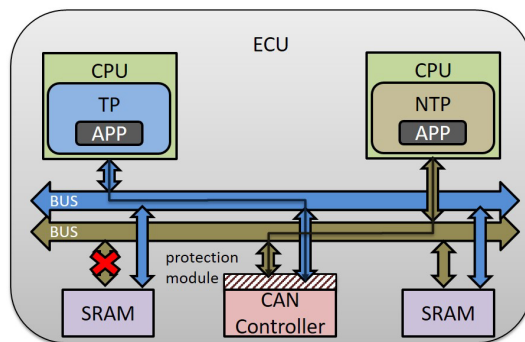 ECU
CPU
CPU
TP
NTP
APP
APP
BUS
BUS
protection
module
SRAM
CAN
Controller
SRAM